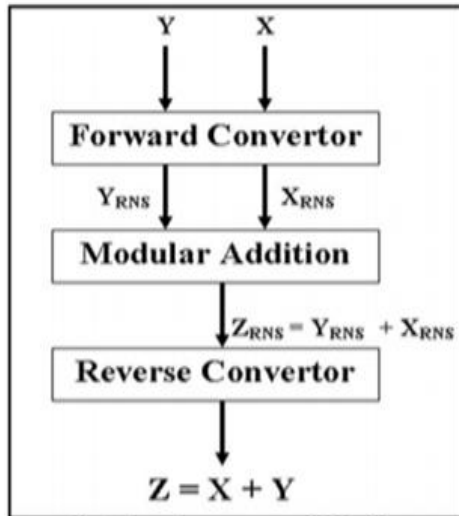 Y X
Forward Convertor
YRNS XRNS
Modular Addition
ZRNS = YRNS + XRNS
Reverse Convertor
Z = X + Y